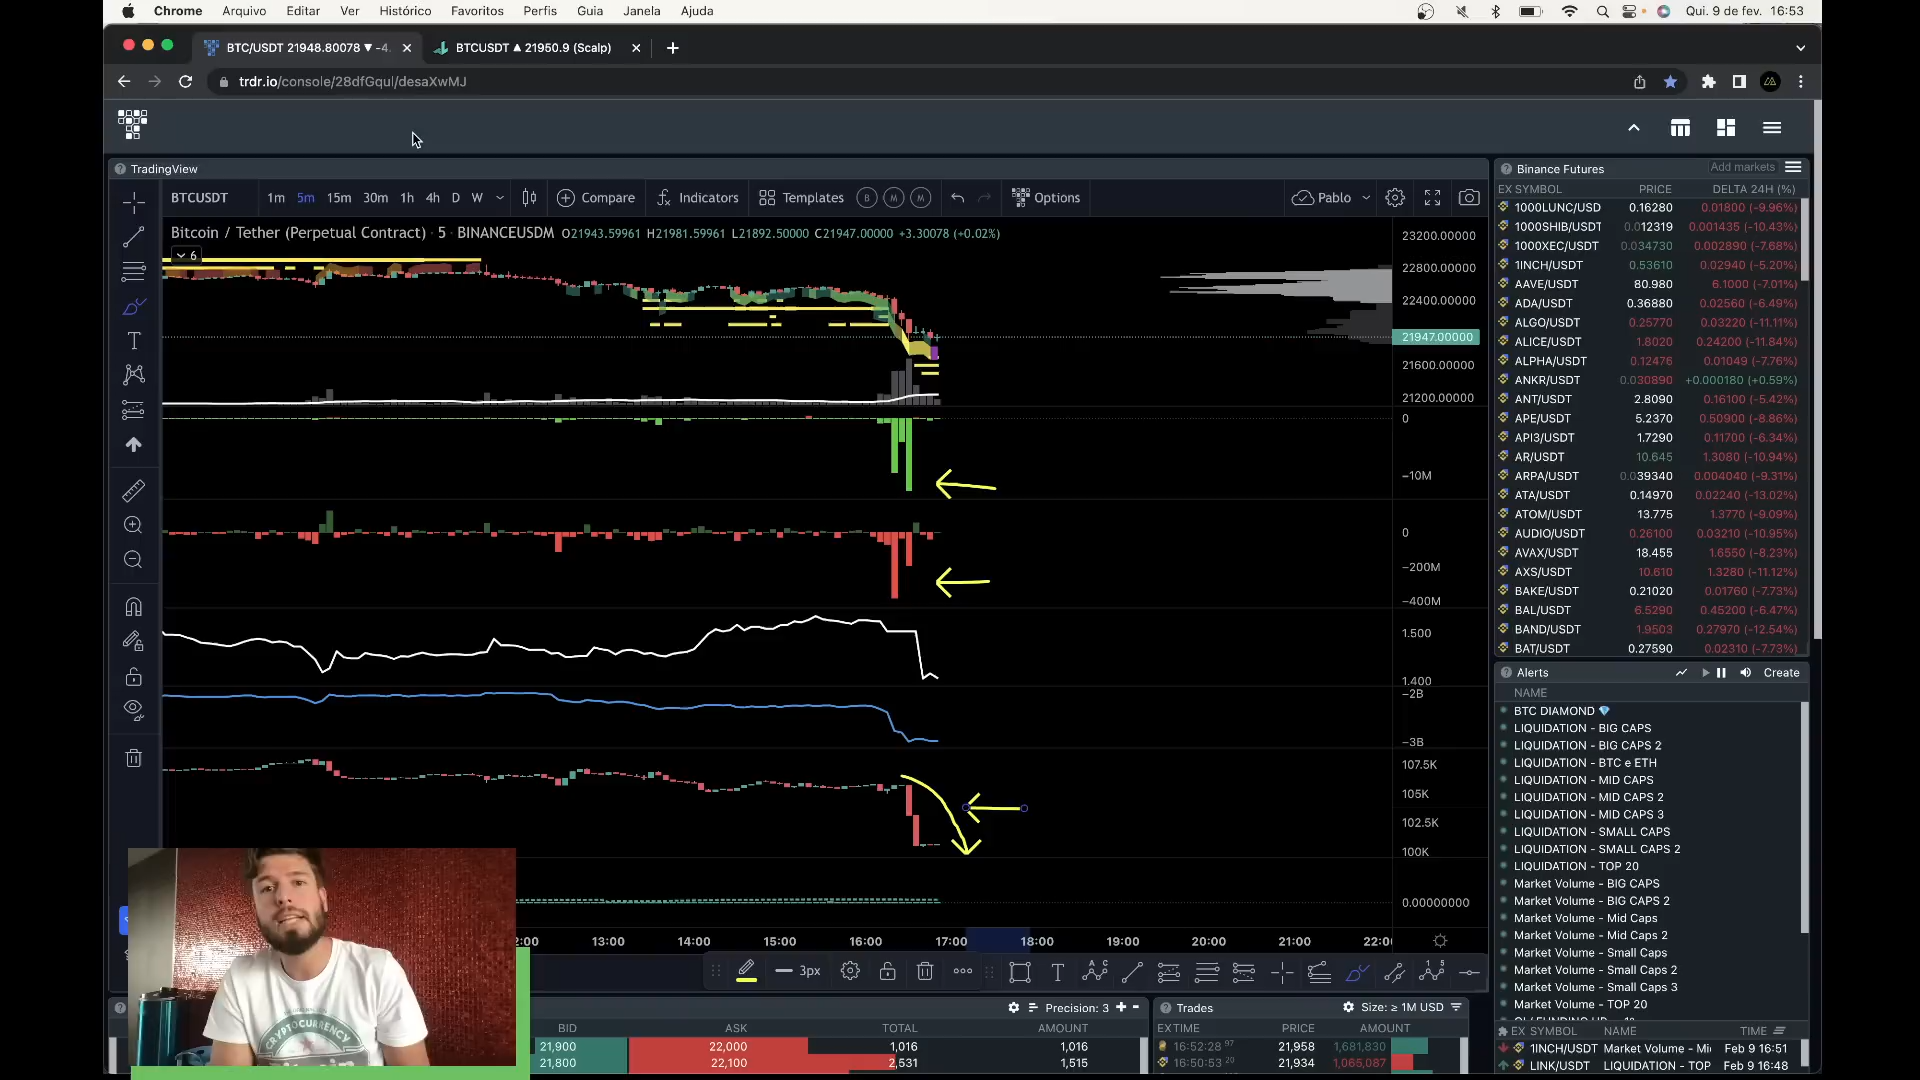 Chrome Arquivo Editar Ver Histórico Favoritos Perfis Guia Janela Ajuda Qui. 9 de fev. 16:53
BTC/USDT 21948.80078 ▼ -4. BTCUSDT ▲ 21950.9 (Scalp)
trdr.io/console/28dfGqul/desaXwMJ
TradingView
BTCUSDT 1m 5m 15m 30m 1h 4h D W Compare Indicators Templates B M M Options Pablo
Bitcoin / Tether (Perpetual Contract) · 5 · BINANCEUSDM O21943.59961 H21981.59961 L21892.50000 C21947.00000 +3.30078 (+0.02%)
6
23200.00000
22800.00000
22400.00000
21947.00000
21600.00000
21200.00000
0
−10M
0
−200M
−400M
1.500
1.400
−2B
−3B
107.5K
105K
102.5K
100K
0.00000000
2:00 13:00 14:00 15:00 16:00 17:00 18:00 19:00 20:00 21:00 22:0
3px
Binance Futures Add markets
EX SYMBOL PRICE DELTA 24H (%)
1000LUNC/USD 0.16280 0.01800 (-9.96%)
1000SHIB/USDT 0.012319 0.001435 (-10.43%)
1000XEC/USDT 0.034730 0.002890 (-7.68%)
1INCH/USDT 0.53610 0.02940 (-5.20%)
AAVE/USDT 80.980 6.1000 (-7.01%)
ADA/USDT 0.36880 0.02560 (-6.49%)
ALGO/USDT 0.25770 0.03220 (-11.11%)
ALICE/USDT 1.8020 0.24200 (-11.84%)
ALPHA/USDT 0.12476 0.01049 (-7.76%)
ANKR/USDT 0.030890 +0.000180 (+0.59%)
ANT/USDT 2.8090 0.16100 (-5.42%)
APE/USDT 5.2370 0.50900 (-8.86%)
API3/USDT 1.7290 0.11700 (-6.34%)
AR/USDT 10.645 1.3080 (-10.94%)
ARPA/USDT 0.039340 0.004040 (-9.31%)
ATA/USDT 0.14970 0.02240 (-13.02%)
ATOM/USDT 13.775 1.3770 (-9.09%)
AUDIO/USDT 0.26100 0.03210 (-10.95%)
AVAX/USDT 18.455 1.6550 (-8.23%)
AXS/USDT 10.610 1.3280 (-11.12%)
BAKE/USDT 0.21020 0.01760 (-7.73%)
BAL/USDT 6.5290 0.45200 (-6.47%)
BAND/USDT 1.9503 0.27970 (-12.54%)
BAT/USDT 0.27590 0.02310 (-7.73%)
Alerts Create
NAME
BTC DIAMOND 💎
LIQUIDATION - BIG CAPS
LIQUIDATION - BIG CAPS 2
LIQUIDATION - BTC e ETH
LIQUIDATION - MID CAPS
LIQUIDATION - MID CAPS 2
LIQUIDATION - MID CAPS 3
LIQUIDATION - SMALL CAPS
LIQUIDATION - SMALL CAPS 2
LIQUIDATION - TOP 20
Market Volume - BIG CAPS
Market Volume - BIG CAPS 2
Market Volume - Mid Caps
Market Volume - Mid Caps 2
Market Volume - Small Caps
Market Volume - Small Caps 2
Market Volume - Small Caps 3
Market Volume - TOP 20
EX SYMBOL NAME TIME
1INCH/USDT Market Volume - Mi Feb 9 16:51
LINK/USDT LIQUIDATION - TOP Feb 9 16:48
Precision: 3
BID ASK TOTAL AMOUNT
21,900 22,000 1,016 1,016
21,800 22,100 2,531 1,515
Trades Size: ≥ 1M USD
EX TIME PRICE AMOUNT
16:52:28 97 21,958 1,681,830
16:50:53 20 21,934 1,065,087
CRYPTOCURRENCY